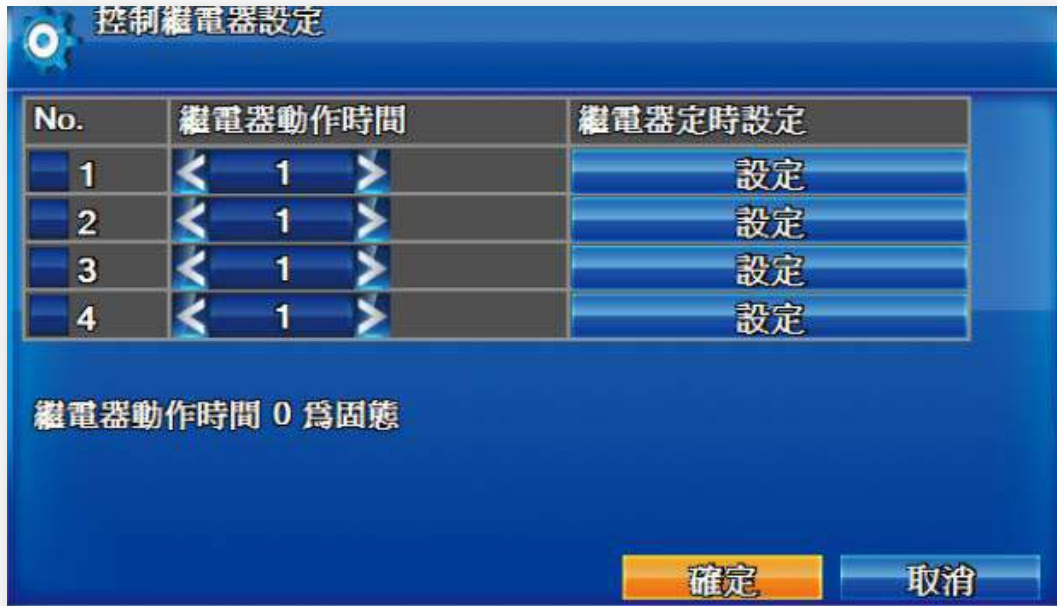 控制繼電器設定
No. 繼電器動作時間 繼電器定時設定
1 < 1 > 設定
2 < 1 > 設定
3 < 1 > 設定
4 < 1 > 設定
繼電器動作時間 0 爲固態
確定 取消